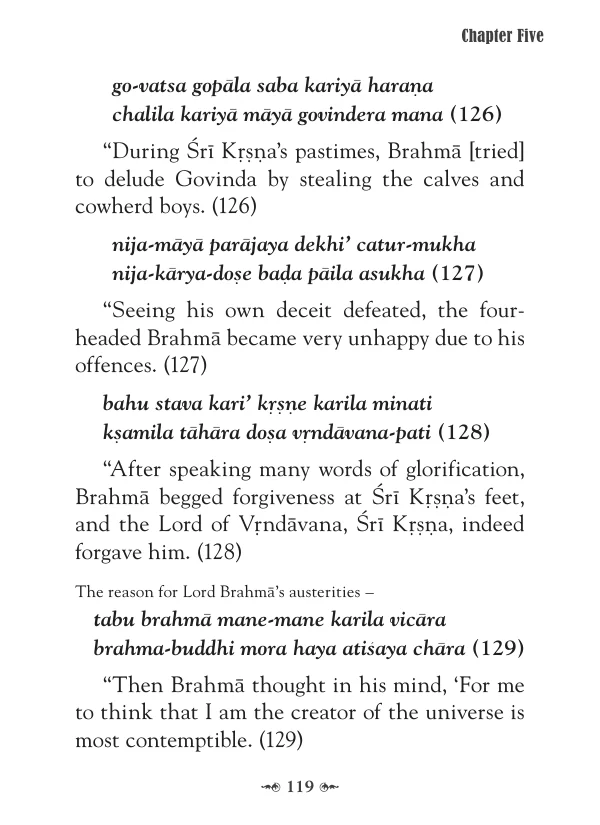 Chapter Five
go-vatsa gopāla saba kariyā haraṇa
chalila kariyā māyā govindera mana (126)
“During Śrī Kṛṣṇa’s pastimes, Brahmā [tried]
to delude Govinda by stealing the calves and
cowherd boys. (126)
nija-māyā parājaya dekhi’ catur-mukha
nija-kārya-doṣe baḍa pāila asukha (127)
“Seeing his own deceit defeated, the four-
headed Brahmā became very unhappy due to his
offences. (127)
bahu stava kari’ kṛṣṇe karila minati
kṣamila tāhāra doṣa vṛndāvana-pati (128)
“After speaking many words of glorification,
Brahmā begged forgiveness at Śrī Kṛṣṇa’s feet,
and the Lord of Vṛndāvana, Śrī Kṛṣṇa, indeed
forgave him. (128)
The reason for Lord Brahmā’s austerities –
tabu brahmā mane-mane karila vicāra
brahma-buddhi mora haya atiśaya chāra (129)
“Then Brahmā thought in his mind, ‘For me
to think that I am the creator of the universe is
most contemptible. (129)
119